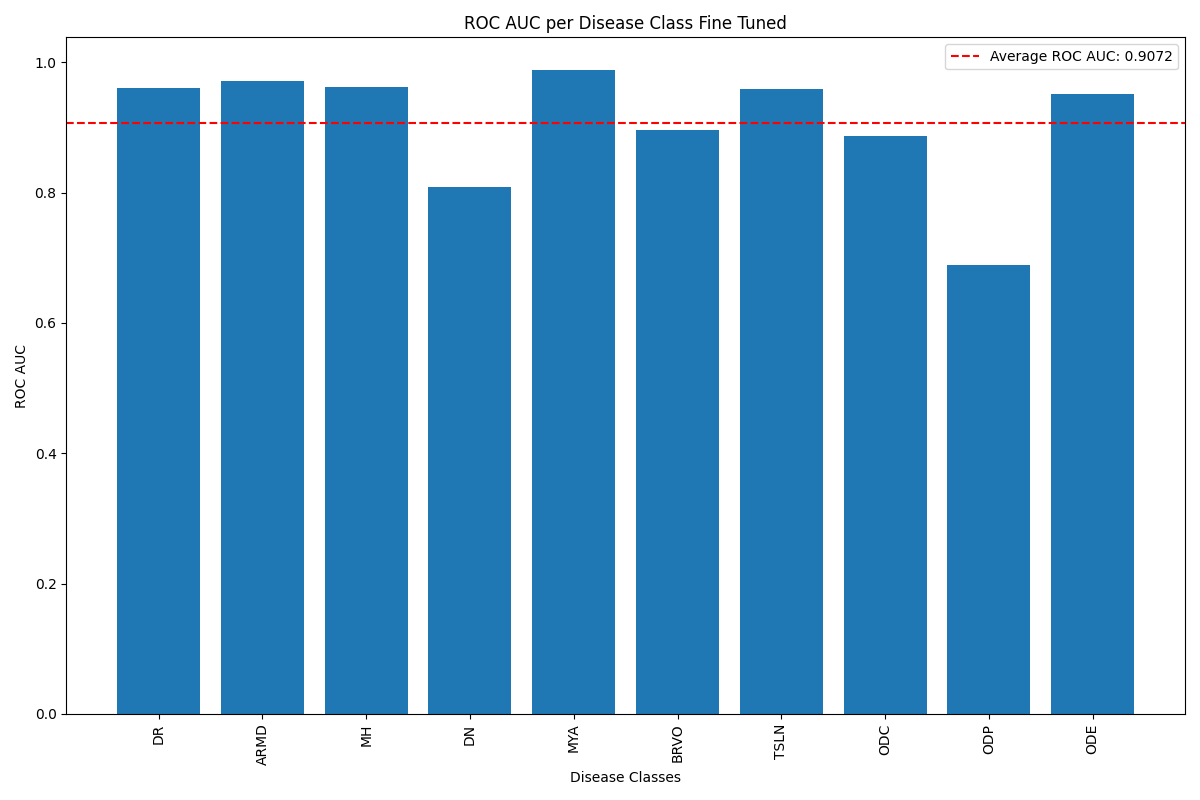 ROC AUC per Disease Class Fine Tuned
Average ROC AUC: 0.9072
ROC AUC
1.0
0.8
0.6
0.4
0.2
0.0
DR
ARMD
MH
DN
MYA
BRVO
TSLN
ODC
ODP
ODE
Disease Classes